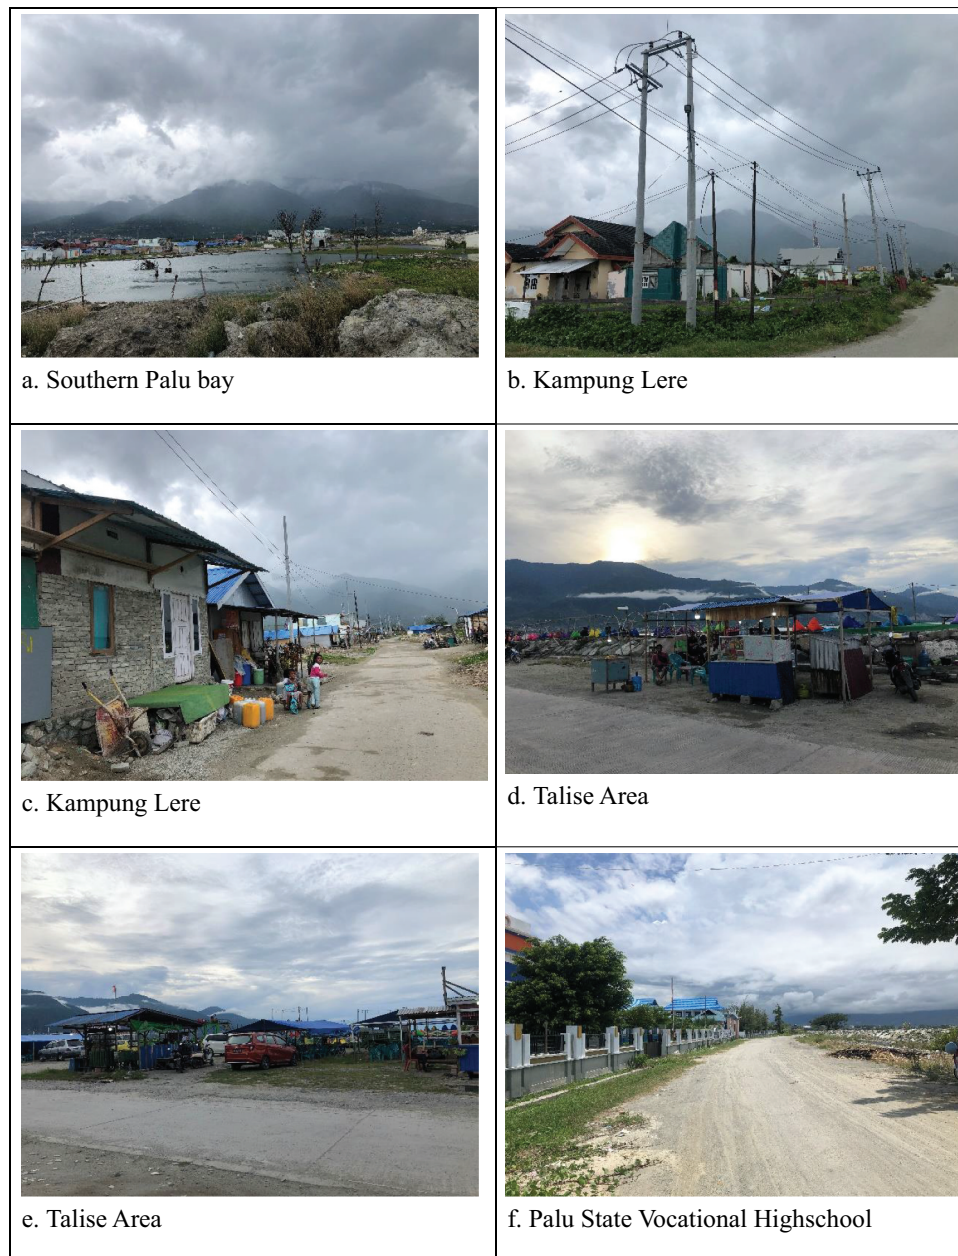 a. Southern Palu bay
b. Kampung Lere
c. Kampung Lere
d. Talise Area
e. Talise Area
f. Palu State Vocational Highschool